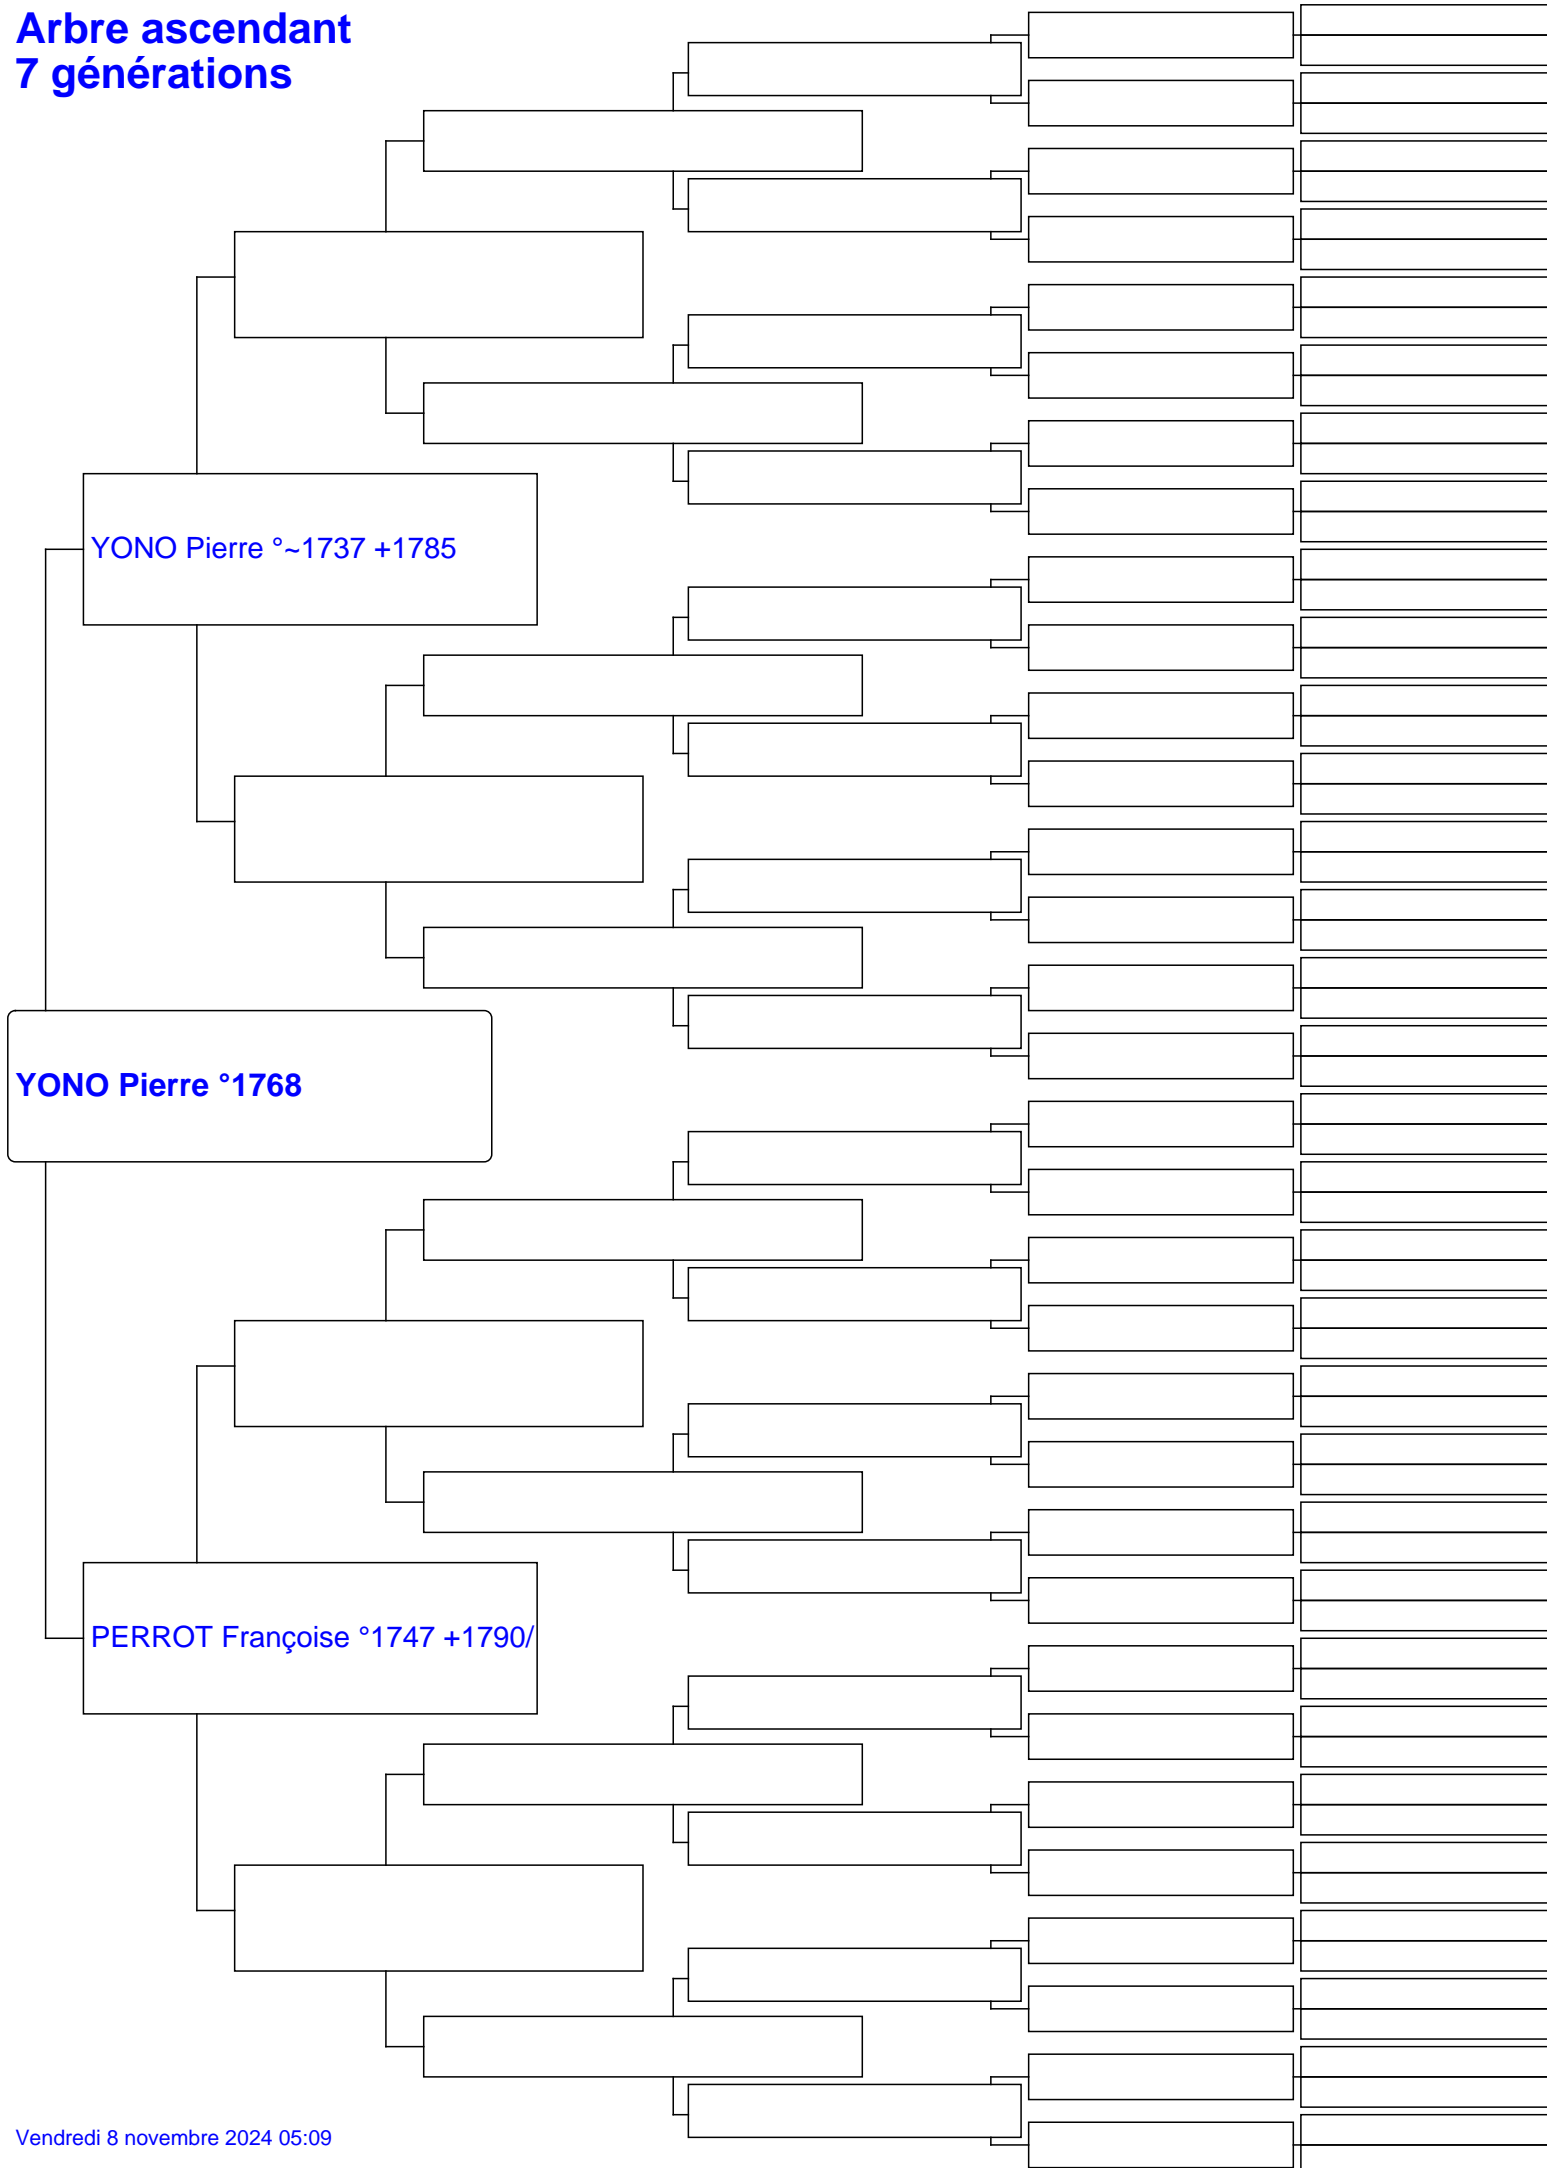 Arbre ascendant
7 générations
YONO Pierre °~1737 +1785
YONO Pierre °1768
PERROT Françoise °1747 +1790/
Vendredi 8 novembre 2024 05:09